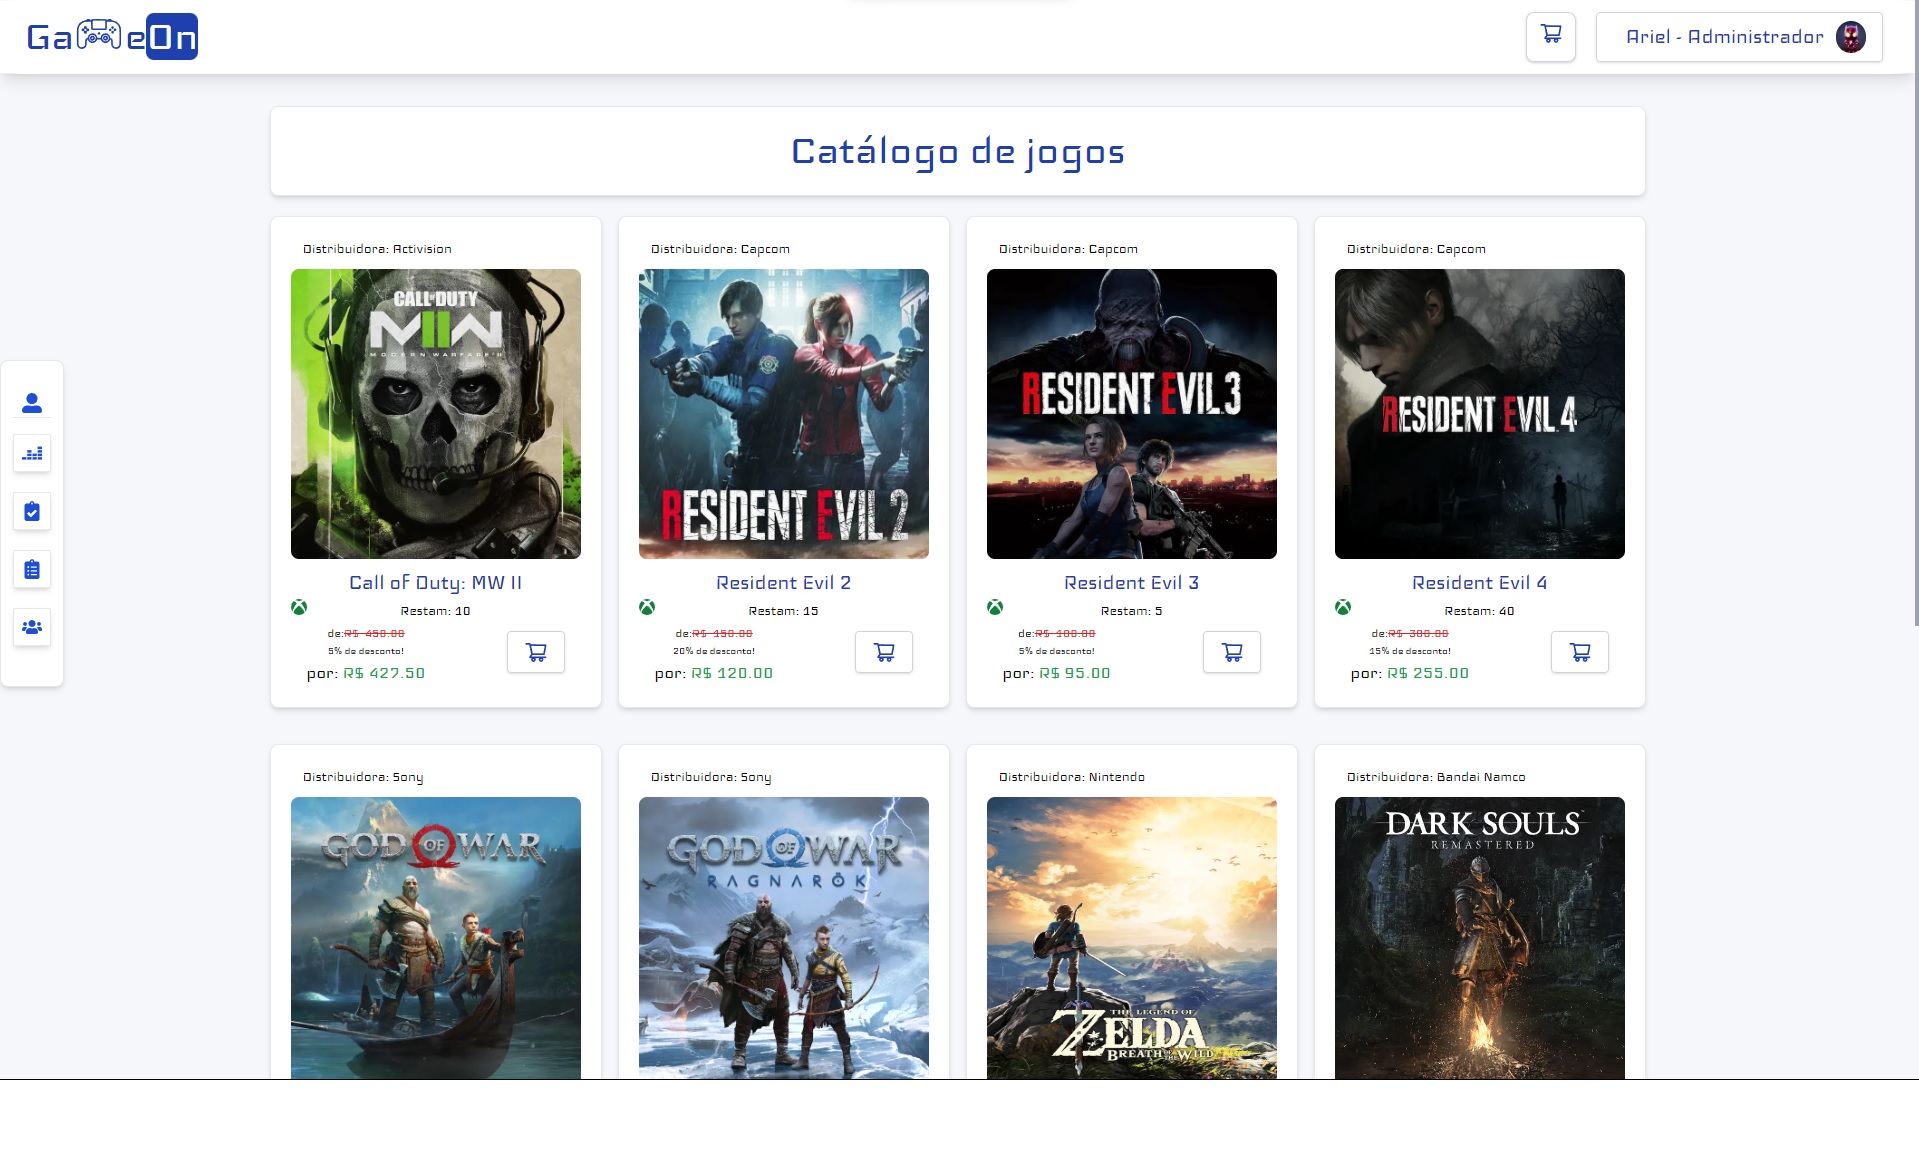 GameOn
Ariel - Administrador
Catálogo de jogos
Distribuidora: Activision
CALL OF DUTY
MWII
MODERN WARFARE II
Call of Duty: MW II
Restam: 10
de:R$ 450.00
5% de desconto!
por: R$ 427.50
Distribuidora: Capcom
RESIDENT EVIL 2
Resident Evil 2
Restam: 15
de:R$ 150.00
20% de desconto!
por: R$ 120.00
Distribuidora: Capcom
RESIDENT EVIL 3
Resident Evil 3
Restam: 5
de:R$ 100.00
5% de desconto!
por: R$ 95.00
Distribuidora: Capcom
RESIDENT EVIL 4
Resident Evil 4
Restam: 40
de:R$ 300.00
15% de desconto!
por: R$ 255.00
Distribuidora: Sony
GOD OF WAR
Distribuidora: Sony
GOD OF WAR
RAGNARÖK
Distribuidora: Nintendo
THE LEGEND OF
ZELDA
BREATH OF THE WILD
Distribuidora: Bandai Namco
DARK SOULS
REMASTERED